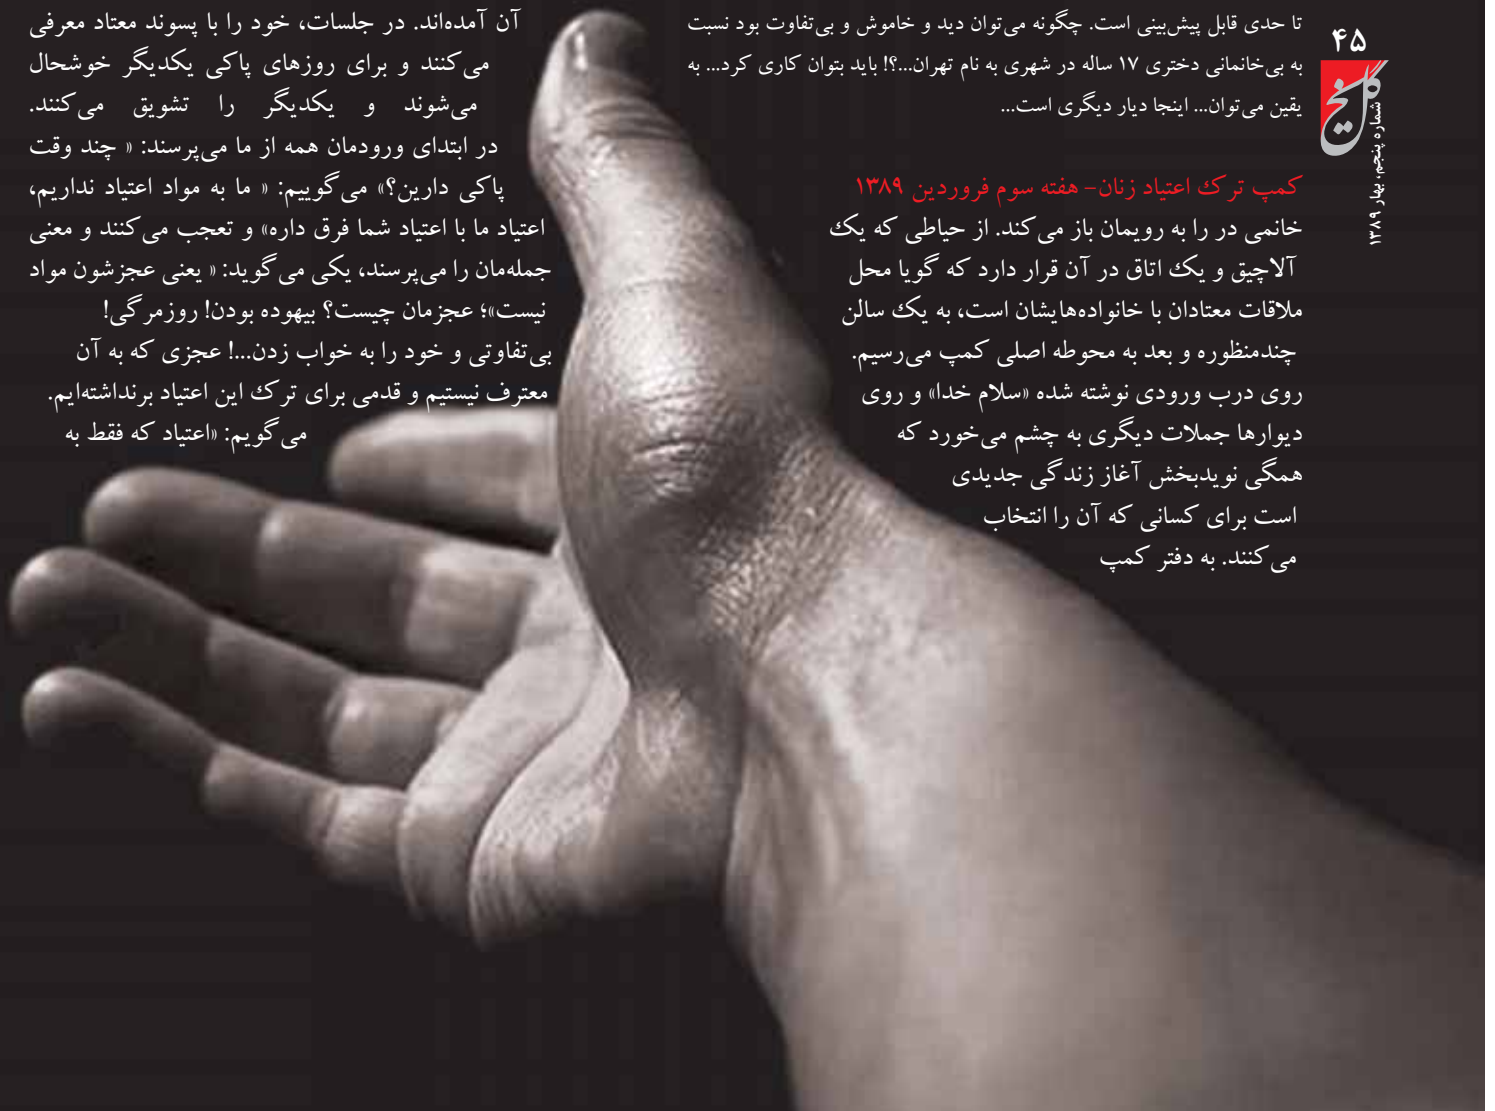 ۴۵
گل یخ
شماره پنجم، بهار ۱۳۸۹
تا حدی قابل پیش‌بینی است. چگونه می‌توان دید و خاموش و بی‌تفاوت بود نسبت
به بی‌خانمانی دختری ۱۷ ساله در شهری به نام تهران...؟! باید بتوان کاری کرد... به
یقین می‌توان... اینجا دیار دیگری است...
کمپ ترک اعتیاد زنان- هفته سوم فروردین ۱۳۸۹
خانمی در را به رویمان باز می‌کند. از حیاطی که یک
آلاچیق و یک اتاق در آن قرار دارد که گویا محل
ملاقات معتادان با خانواده‌هایشان است، به یک سالن
چندمنظوره و بعد به محوطه اصلی کمپ می‌رسیم.
روی درب ورودی نوشته شده «سلام خدا» و روی
دیوارها جملات دیگری به چشم می‌خورد که
همگی نویدبخش آغاز زندگی جدیدی
است برای کسانی که آن را انتخاب
می‌کنند. به دفتر کمپ
آن آمده‌اند. در جلسات، خود را با پسوند معتاد معرفی
می‌کنند و برای روزهای پاکی یکدیگر خوشحال
می‌شوند و یکدیگر را تشویق می‌کنند.
در ابتدای ورودمان همه از ما می‌پرسند: « چند وقت
پاکی دارین؟» می‌گوییم: « ما به مواد اعتیاد نداریم،
اعتیاد ما با اعتیاد شما فرق داره» و تعجب می‌کنند و معنی
جمله‌مان را می‌پرسند، یکی می‌گوید: « یعنی عجزشون مواد
نیست»؛ عجزمان چیست؟ بیهوده بودن! روزمرگی!
بی‌تفاوتی و خود را به خواب زدن...! عجزی که به آن
معترف نیستیم و قدمی برای ترک این اعتیاد برنداشته‌ایم.
می‌گویم: «اعتیاد که فقط به